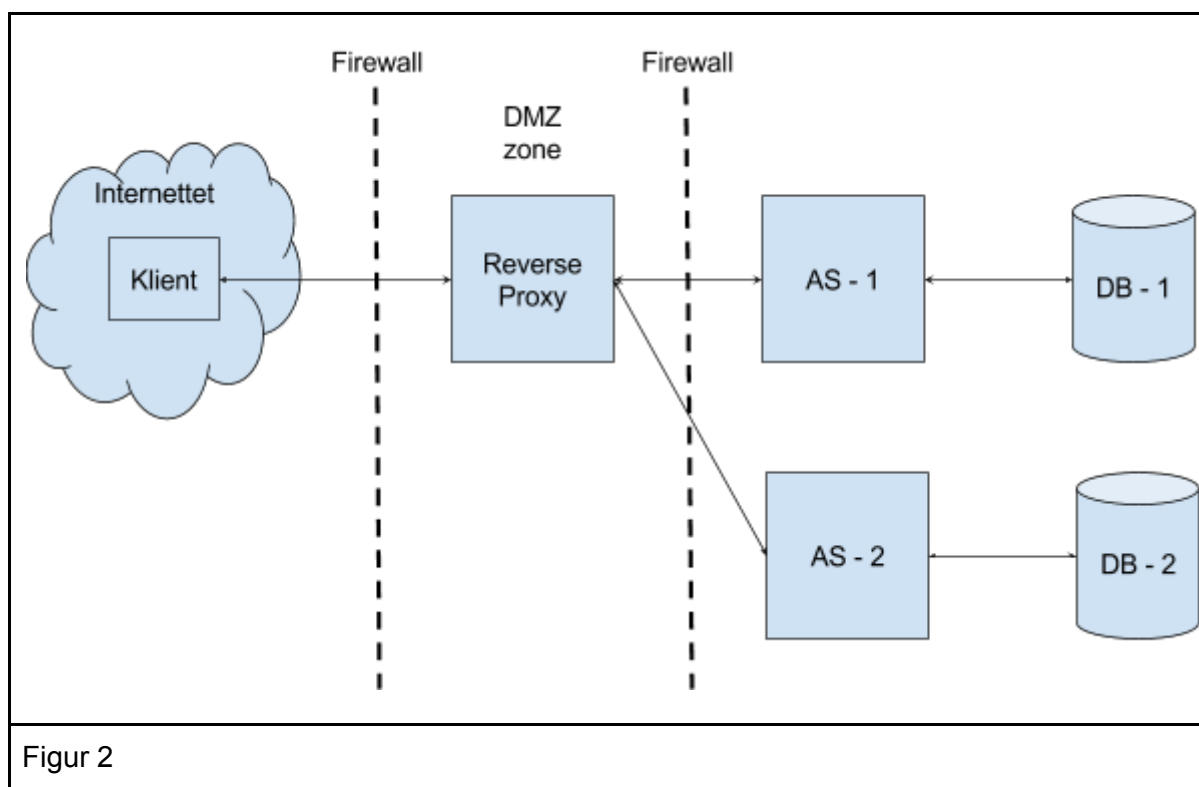 Firewall
Firewall
DMZ
zone
Internettet
Klient
Reverse
Proxy
AS - 1
DB - 1
AS - 2
DB - 2
Figur 2